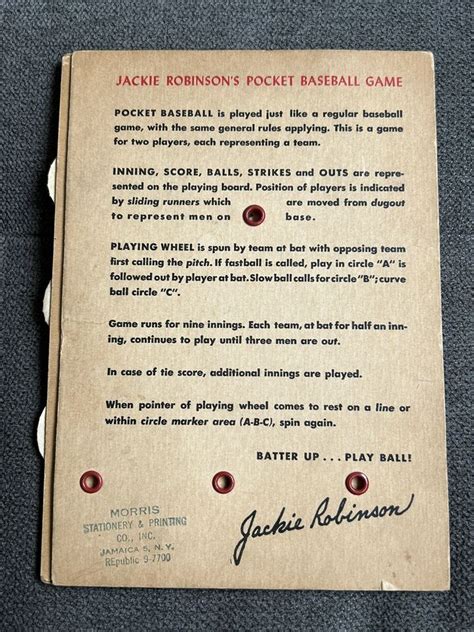 JACKIE ROBINSON'S POCKET BASEBALL GAME
POCKET BASEBALL is played just like a regular baseball
game, with the same general rules applying. This is a game
for two players, each representing a team.
INNING, SCORE, BALLS, STRIKES and OUTS are repre-
sented on the playing board. Position of players is indicated
by sliding runners which are moved from dugout
to represent men on base.
PLAYING WHEEL is spun by team at bat with opposing team
first calling the pitch. If fastball is called, play in circle "A" is
followed out by player at bat. Slow ball calls for circle "B"; curve
ball circle "C".
Game runs for nine innings. Each team, at bat for half an inn-
ing, continues to play until three men are out.
In case of tie score, additional innings are played.
When pointer of playing wheel comes to rest on a line or
within circle marker area (A-B-C), spin again.
BATTER UP . . . PLAY BALL!
MORRIS
STATIONERY & PRINTING
CO., INC.
JAMAICA 5, N.Y.
REpublic 9-7700
Jackie Robinson